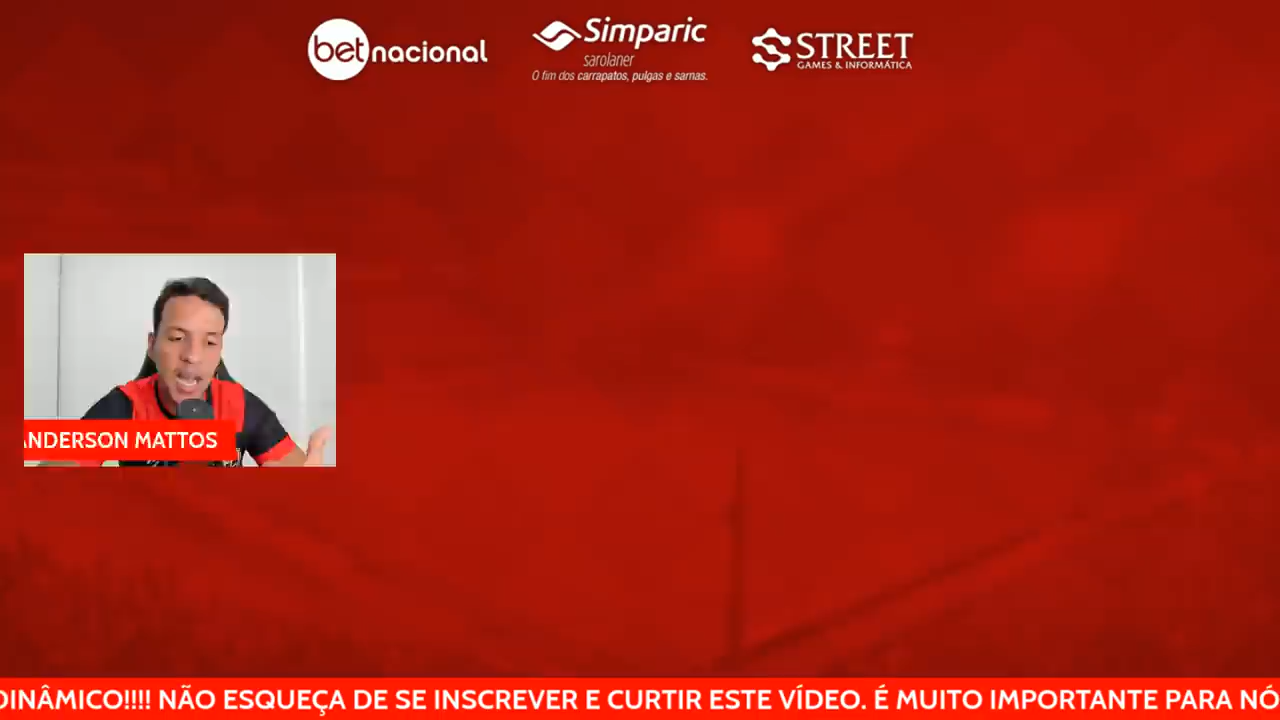 betnacional
Simparic
sarolaner
O fim dos carrapatos, pulgas e sarnas.
STREET
GAMES & INFORMÁTICA
ANDERSON MATTOS
DINÂMICO!!!! NÃO ESQUEÇA DE SE INSCREVER E CURTIR ESTE VÍDEO. É MUITO IMPORTANTE PARA NÓ